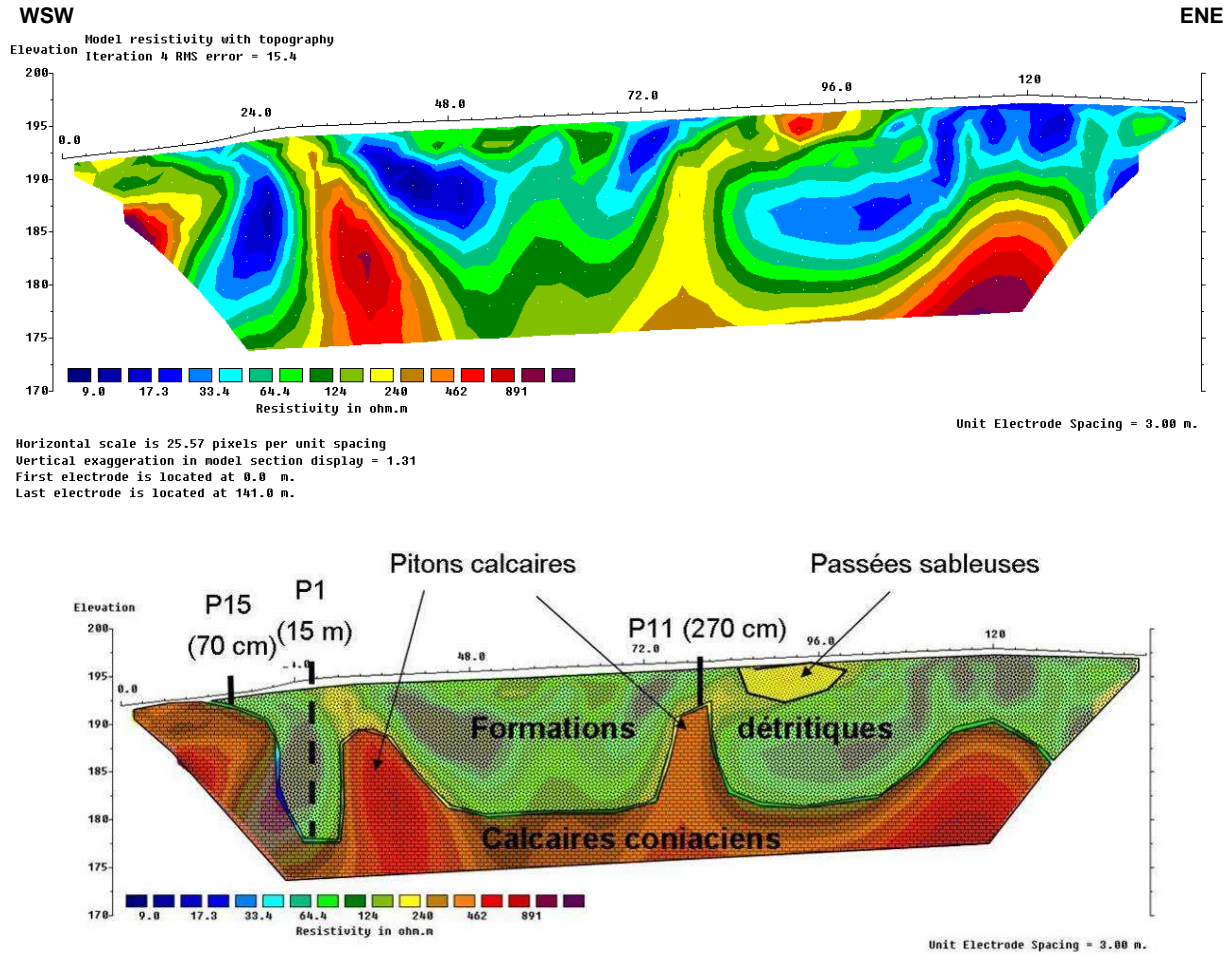 WSW ENE
Model resistivity with topography
Elevation Iteration 4 RMS error = 15.4
200
195
190
185
180
175
170
0.0 24.0 48.0 72.0 96.0 120
9.0 17.3 33.4 64.4 124 240 462 891
Resistivity in ohm.m
Unit Electrode Spacing = 3.00 m.
Horizontal scale is 25.57 pixels per unit spacing
Vertical exaggeration in model section display = 1.31
First electrode is located at 0.0 m.
Last electrode is located at 141.0 m.
Pitons calcaires Passées sableuses
P15 P1
(70 cm) (15 m) P11 (270 cm)
Elevation
200
195
190
185
180
175
170
0.0 48.0 72.0 96.0 120
Formations détritiques
Calcaires coniaciens
9.0 17.3 33.4 64.4 124 240 462 891
Resistivity in ohm.m
Unit Electrode Spacing = 3.00 m.